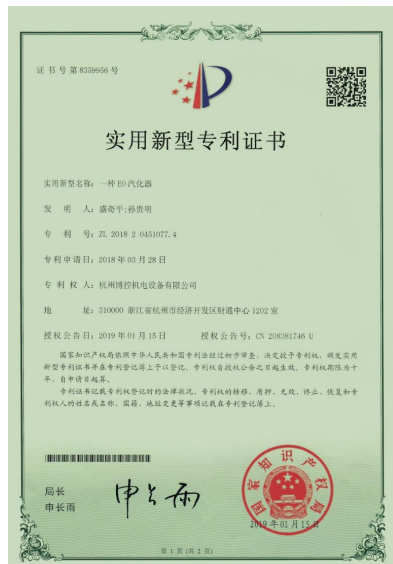 证书号第8359956号
实用新型专利证书
实用新型名称：一种EO汽化器
发 明 人：盛奇平;孙贵明
专 利 号：ZL 2018 2 0451077.4
专利申请日：2018年03月28日
专 利 权 人：杭州博控机电设备有限公司
地 址：310000 浙江省杭州市经济开发区财通中心1202室
授权公告日：2019年01月15日 授权公告号：CN 208381746 U
国家知识产权局依照中华人民共和国专利法经过初步审查，决定授予专利权，颁发实用
新型专利证书并在专利登记簿上予以登记。专利权自授权公告之日起生效。专利权期限为十
年，自申请日起算。
专利证书记载专利权登记时的法律状况。专利权的转移、质押、无效、终止、恢复和专
利权人的姓名或名称、国籍、地址变更等事项记载在专利登记簿上。
局长
申长雨
申长雨
国家知识产权局
2019年01月15日
第 1 页 (共 2 页)